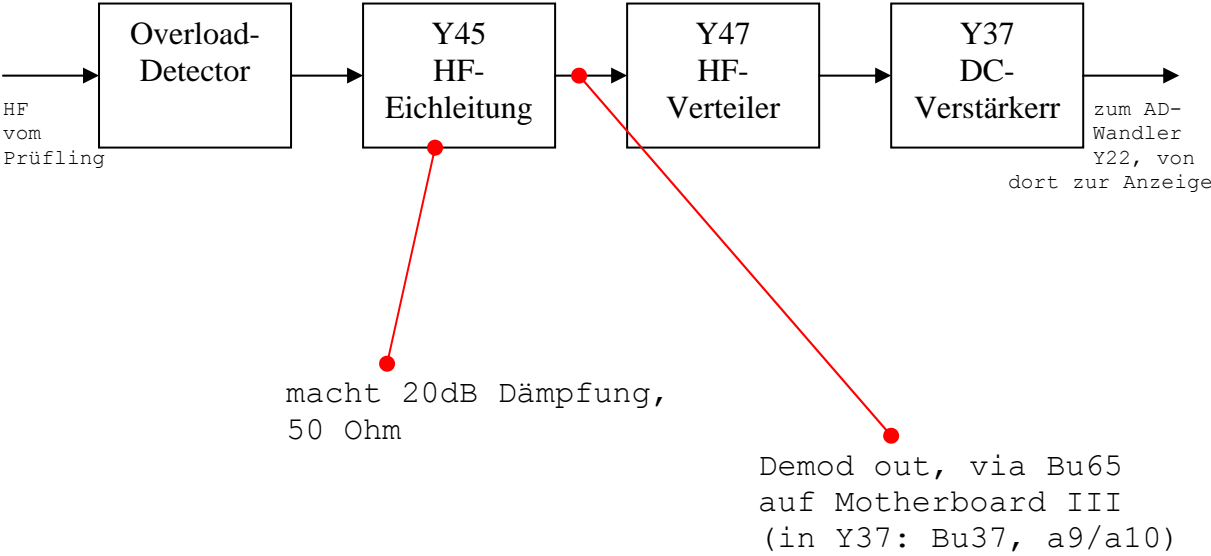 HF
vom
Prüfling
Overload-
Detector
Y45
HF-
Eichleitung
Y47
HF-
Verteiler
Y37
DC-
Verstärkerr
zum AD-
Wandler
Y22, von
dort zur Anzeige
macht 20dB Dämpfung,
50 Ohm
Demod out, via Bu65
auf Motherboard III
(in Y37: Bu37, a9/a10)